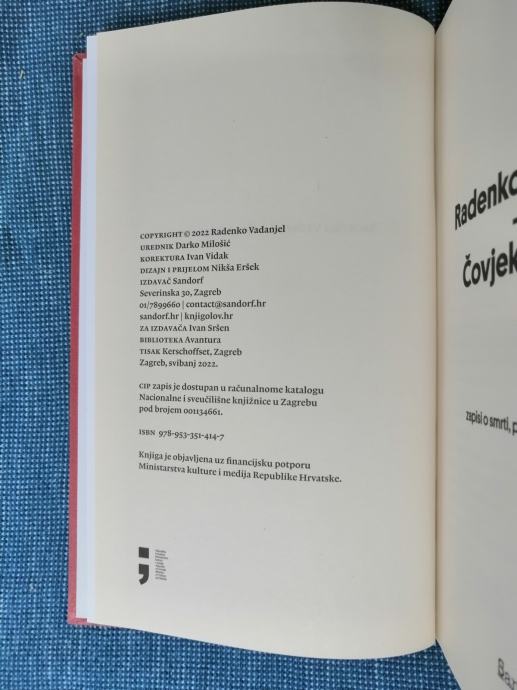 COPYRIGHT © 2022 Radenko Vadanjel
UREDNIK Darko Milošić
KOREKTURA Ivan Vidak
DIZAJN I PRIJELOM Nikša Eršek
IZDAVAČ Sandorf
Severinska 30, Zagreb
01/7899660 | contact@sandorf.hr
sandorf.hr | knjigolov.hr
ZA IZDAVAČA Ivan Sršen
BIBLIOTEKA Avantura
TISAK Kerschoffset, Zagreb
Zagreb, svibanj 2022.
CIP zapis je dostupan u računalnome katalogu
Nacionalne i sveučilišne knjižnice u Zagrebu
pod brojem 001134661.
ISBN 978-953-351-414-7
Knjiga je objavljena uz financijsku potporu
Ministarstva kulture i medija Republike Hrvatske.
Radenko
Čovjek
zapisi o smrti,